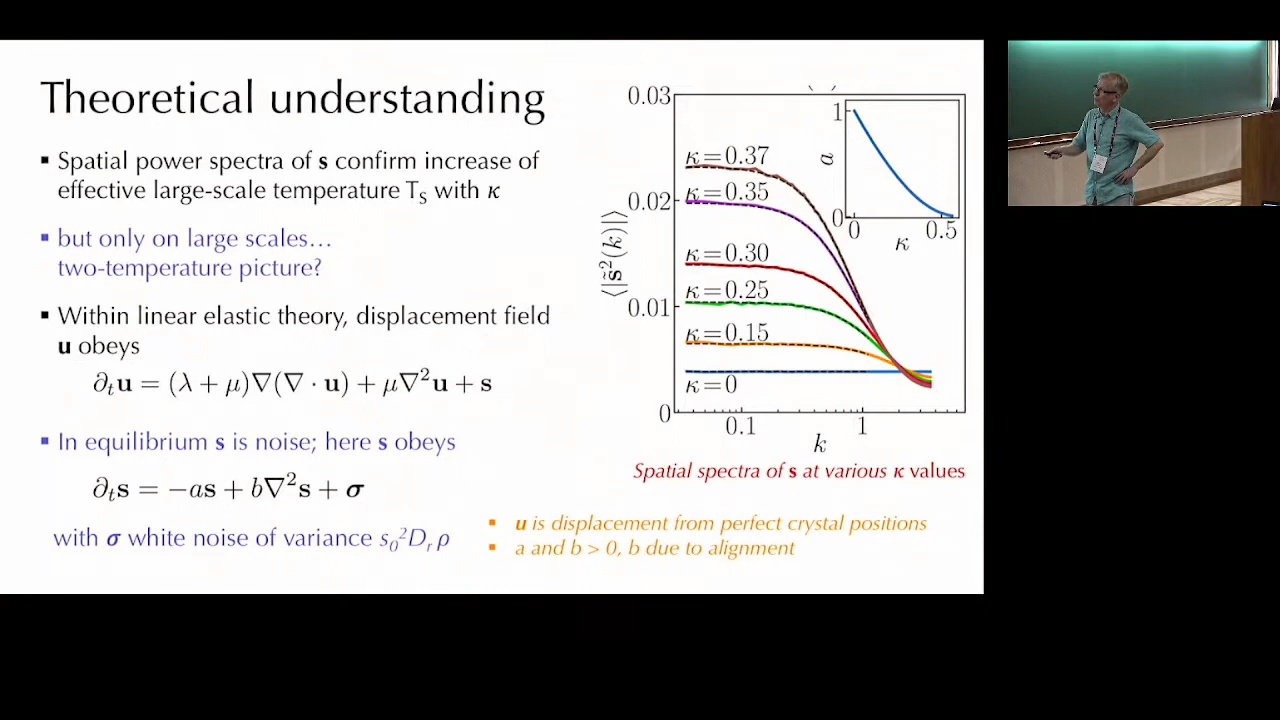 Theoretical understanding
▪ Spatial power spectra of s confirm increase of
effective large-scale temperature T_S with κ
▪ but only on large scales…
two-temperature picture?
▪ Within linear elastic theory, displacement field
u obeys
∂_t u = (λ + μ)∇(∇ · u) + μ∇²u + s
▪ In equilibrium s is noise; here s obeys
∂_t s = −as + b∇²s + σ
with σ white noise of variance s₀²D_r ρ
0.03
0.02
0.01
0
⟨|s̃²(k)|⟩
κ=0.37
κ=0.35
κ=0.30
κ=0.25
κ=0.15
κ=0
1
a
0
0
κ
0.5
0.1
1
k
Spatial spectra of s at various κ values
▪ u is displacement from perfect crystal positions
▪ a and b > 0, b due to alignment